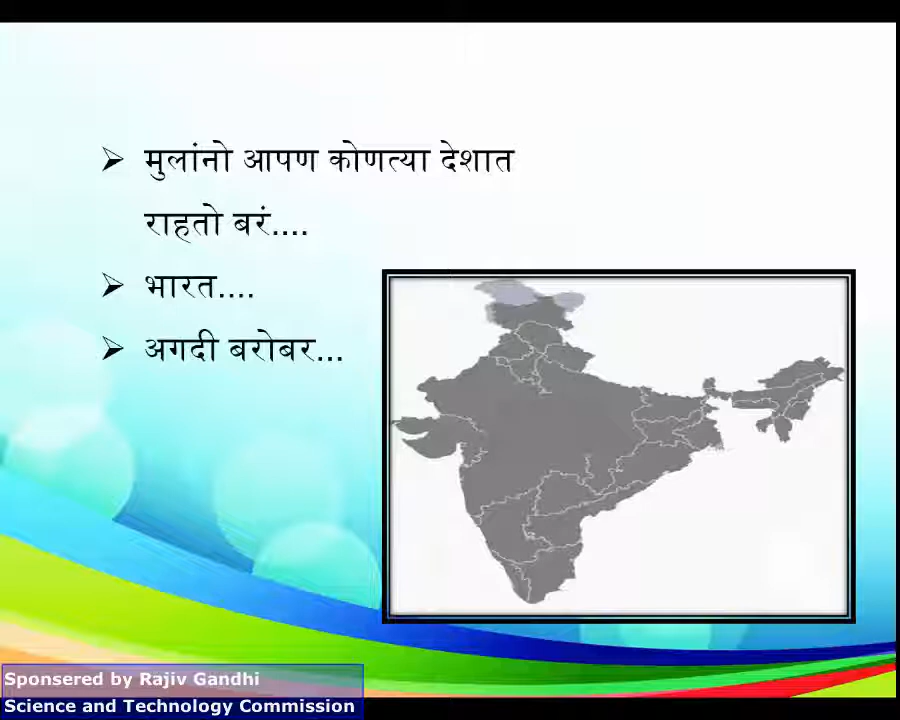 ➢ मुलांनो आपण कोणत्या देशात
राहतो बरं....
➢ भारत....
➢ अगदी बरोबर...
Sponsered by Rajiv Gandhi
Science and Technology Commission